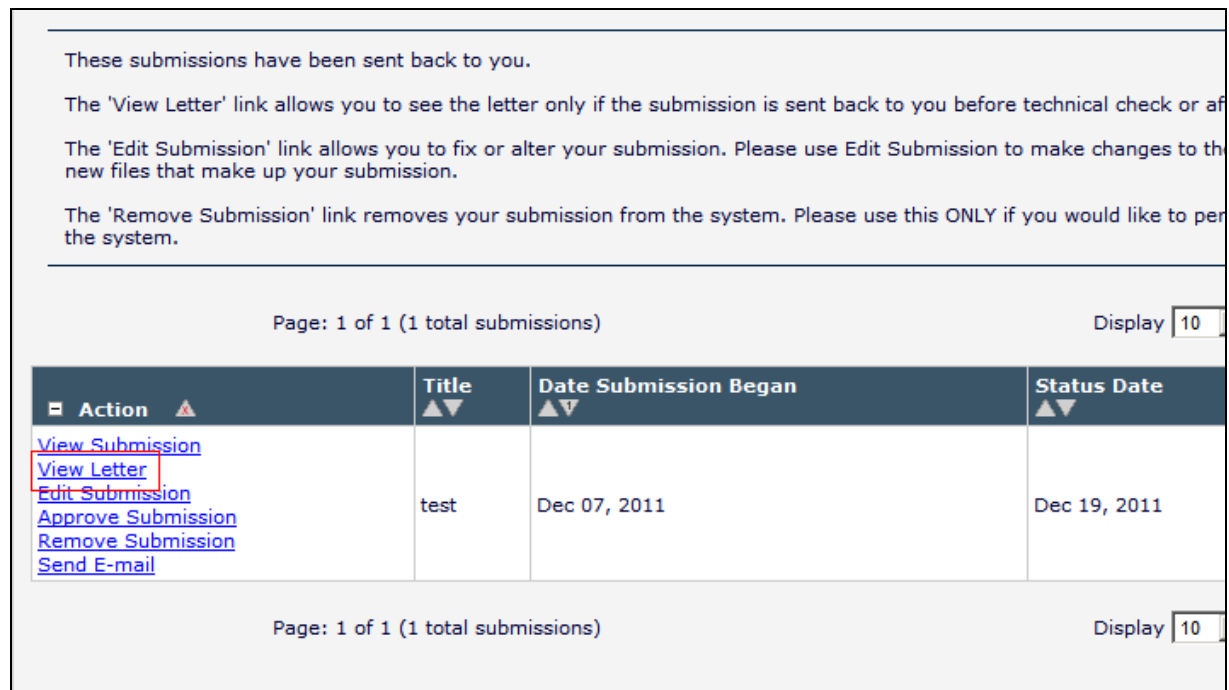 These submissions have been sent back to you.
The 'View Letter' link allows you to see the letter only if the submission is sent back to you before technical check or af
The 'Edit Submission' link allows you to fix or alter your submission. Please use Edit Submission to make changes to the
new files that make up your submission.
The 'Remove Submission' link removes your submission from the system. Please use this ONLY if you would like to per
the system.
Page: 1 of 1 (1 total submissions) Display 10
Action Title Date Submission Began Status Date
View Submission
View Letter
Edit Submission
Approve Submission
Remove Submission
Send E-mail
test Dec 07, 2011 Dec 19, 2011
Page: 1 of 1 (1 total submissions) Display 10